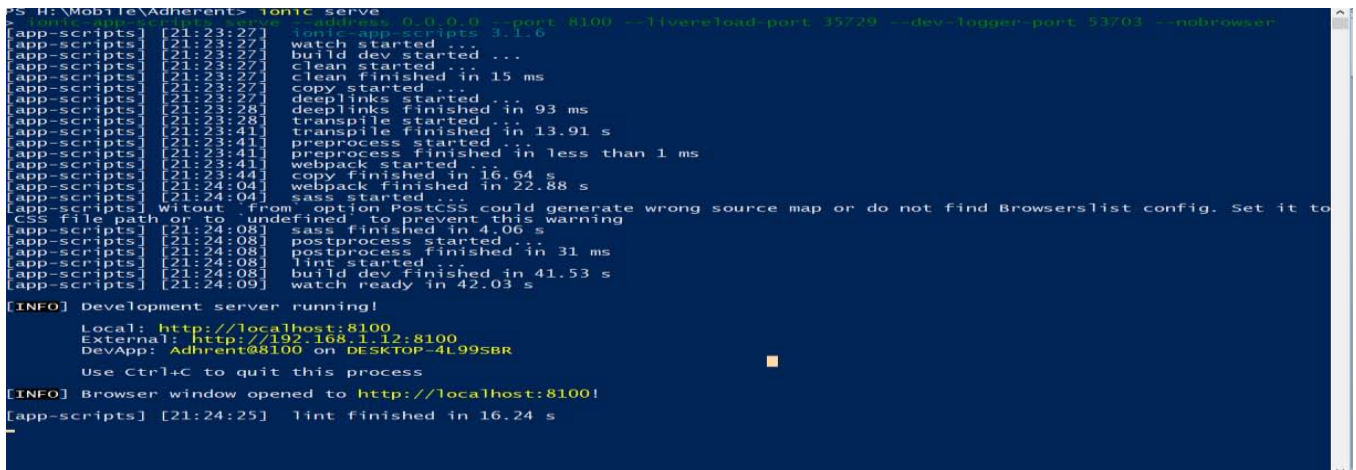 PS H:\Mobile\Adherent> ionic serve
> ionic-app-scripts serve --address 0.0.0.0 --port 8100 --livereload-port 35729 --dev-logger-port 53703 --nobrowser
[app-scripts] [21:23:27] ionic-app-scripts 3.1.6
[app-scripts] [21:23:27] watch started ...
[app-scripts] [21:23:27] build dev started ...
[app-scripts] [21:23:27] clean started ...
[app-scripts] [21:23:27] clean finished in 15 ms
[app-scripts] [21:23:27] copy started ...
[app-scripts] [21:23:27] deeplinks started ...
[app-scripts] [21:23:28] deeplinks finished in 93 ms
[app-scripts] [21:23:28] transpile started ...
[app-scripts] [21:23:41] transpile finished in 13.91 s
[app-scripts] [21:23:41] preprocess started ...
[app-scripts] [21:23:41] preprocess finished in less than 1 ms
[app-scripts] [21:23:41] webpack started ...
[app-scripts] [21:23:44] copy finished in 16.64 s
[app-scripts] [21:24:04] webpack finished in 22.88 s
[app-scripts] [21:24:04] sass started ...
[app-scripts] Witout `from` option PostCSS could generate wrong source map or do not find Browserslist config. Set it to
CSS file path or to `undefined` to prevent this warning
[app-scripts] [21:24:08] sass finished in 4.06 s
[app-scripts] [21:24:08] postprocess started ...
[app-scripts] [21:24:08] postprocess finished in 31 ms
[app-scripts] [21:24:08] lint started ...
[app-scripts] [21:24:08] build dev finished in 41.53 s
[app-scripts] [21:24:09] watch ready in 42.03 s
[INFO] Development server running!
Local: http://localhost:8100
External: http://192.168.1.12:8100
DevApp: Adhrent@8100 on DESKTOP-4L99SBR
Use Ctrl+C to quit this process
[INFO] Browser window opened to http://localhost:8100!
[app-scripts] [21:24:25] lint finished in 16.24 s